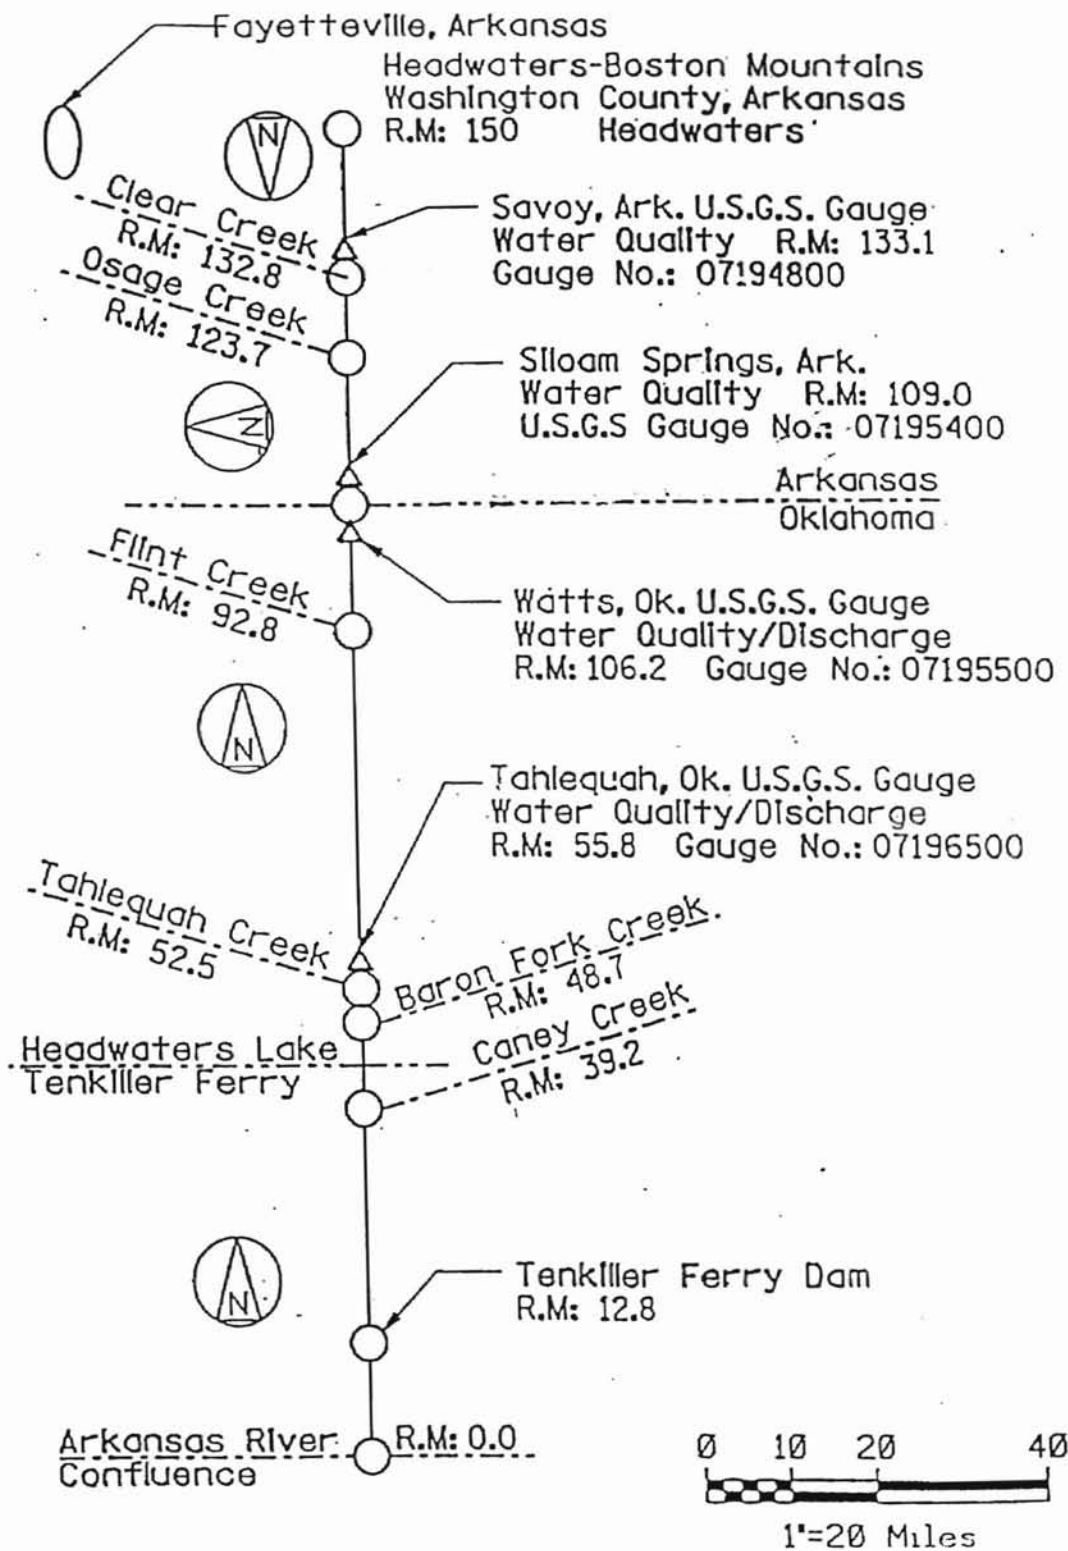 Fayetteville, Arkansas
Headwaters-Boston Mountains
Washington County, Arkansas
R.M: 150 Headwaters
N
Clear Creek
R.M: 132.8
Savoy, Ark. U.S.G.S. Gauge
Water Quality R.M: 133.1
Gauge No.: 07194800
Osage Creek
R.M: 123.7
Siloam Springs, Ark.
Water Quality R.M: 109.0
U.S.G.S Gauge No.: 07195400
N
Arkansas
Oklahoma
Flint Creek
R.M: 92.8
Watts, Ok. U.S.G.S. Gauge
Water Quality/Discharge
R.M: 106.2 Gauge No.: 07195500
N
Tahlequah, Ok. U.S.G.S. Gauge
Water Quality/Discharge
R.M: 55.8 Gauge No.: 07196500
Tahlequah Creek
R.M: 52.5
Baron Fork Creek
R.M: 48.7
Headwaters Lake
Tenkiller Ferry
Caney Creek
R.M: 39.2
N
Tenkiller Ferry Dam
R.M: 12.8
Arkansas River
Confluence
R.M: 0.0
0 10 20 40
1"=20 Miles